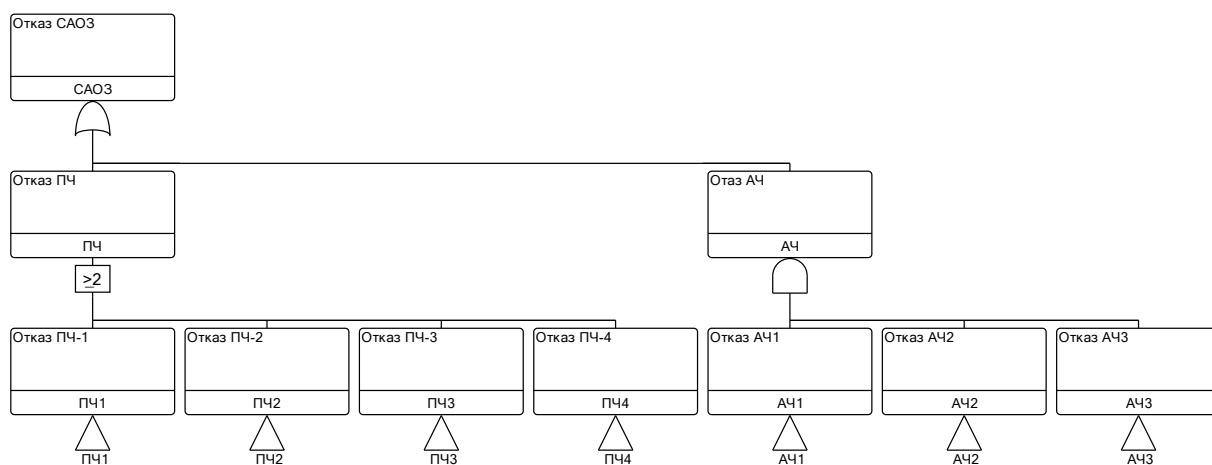 Отказ САОЗ
САОЗ
Отказ ПЧ
Отаз АЧ
ПЧ
АЧ
≥2
Отказ ПЧ-1
Отказ ПЧ-2
Отказ ПЧ-3
Отказ ПЧ-4
Отказ АЧ1
Отказ АЧ2
Отказ АЧ3
ПЧ1
ПЧ2
ПЧ3
ПЧ4
АЧ1
АЧ2
АЧ3
ПЧ1
ПЧ2
ПЧ3
ПЧ4
АЧ1
АЧ2
АЧ3